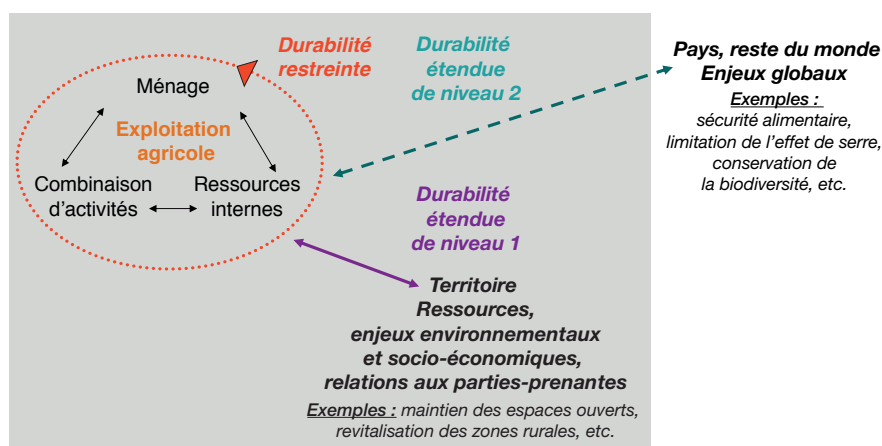 Durabilité
restreinte
Durabilité
étendue
de niveau 2
Pays, reste du monde
Enjeux globaux
Exemples :
sécurité alimentaire,
limitation de l'effet de serre,
conservation de
la biodiversité, etc.
Ménage
Exploitation
agricole
Combinaison
d'activités
Ressources
internes
Durabilité
étendue
de niveau 1
Territoire
Ressources,
enjeux environnementaux
et socio-économiques,
relations aux parties-prenantes
Exemples : maintien des espaces ouverts,
revitalisation des zones rurales, etc.